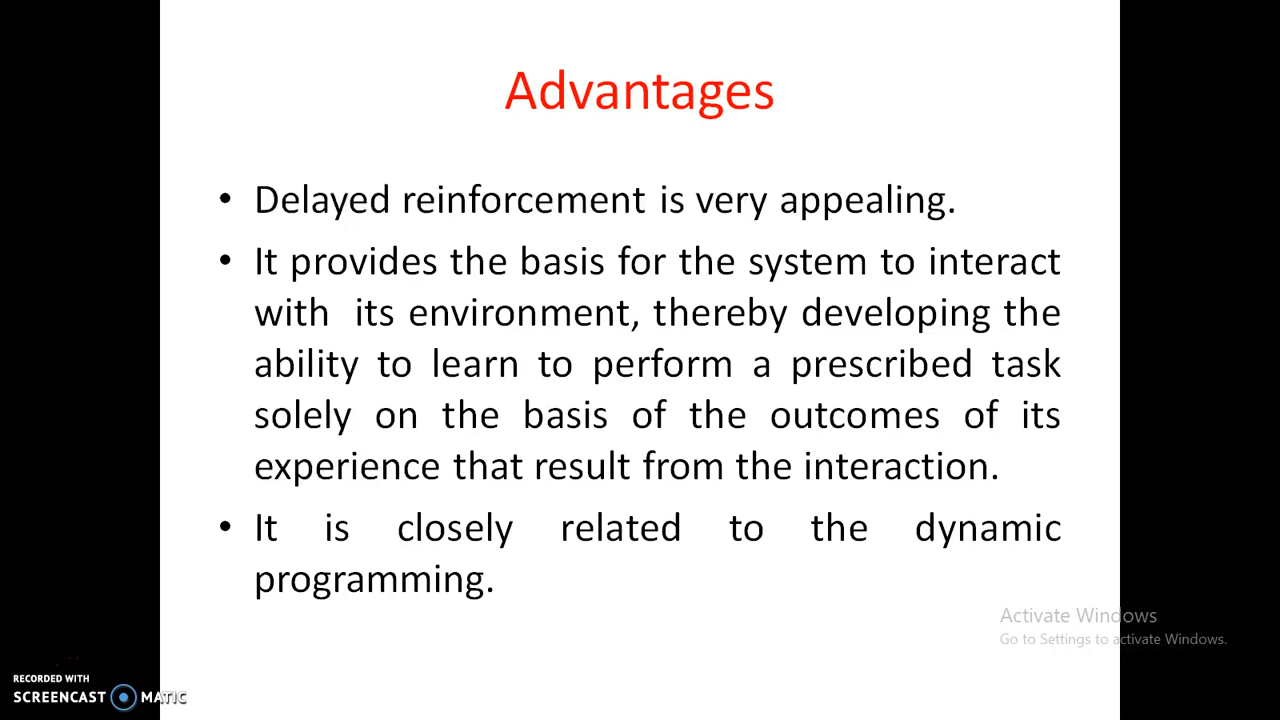 Advantages
• Delayed reinforcement is very appealing.
• It provides the basis for the system to interact
with its environment, thereby developing the
ability to learn to perform a prescribed task
solely on the basis of the outcomes of its
experience that result from the interaction.
• It is closely related to the dynamic
programming.
Activate Windows
Go to Settings to activate Windows.
RECORDED WITH
SCREENCAST MATIC